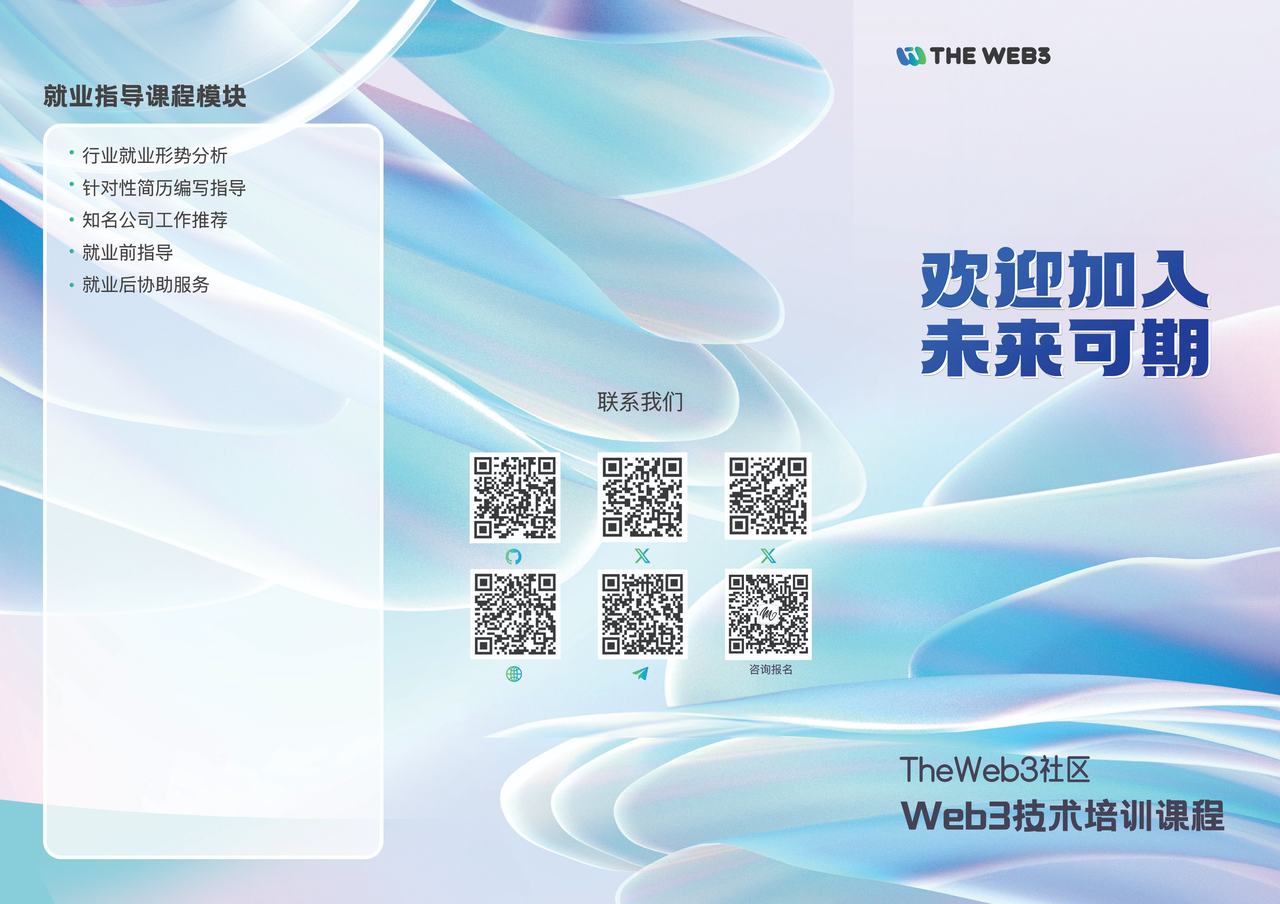 就业指导课程模块
行业就业形势分析
针对性简历编写指导
知名公司工作推荐
就业前指导
就业后协助服务
联系我们
咨询报名
THE WEB3
欢迎加入
未来可期
TheWeb3社区
Web3技术培训课程